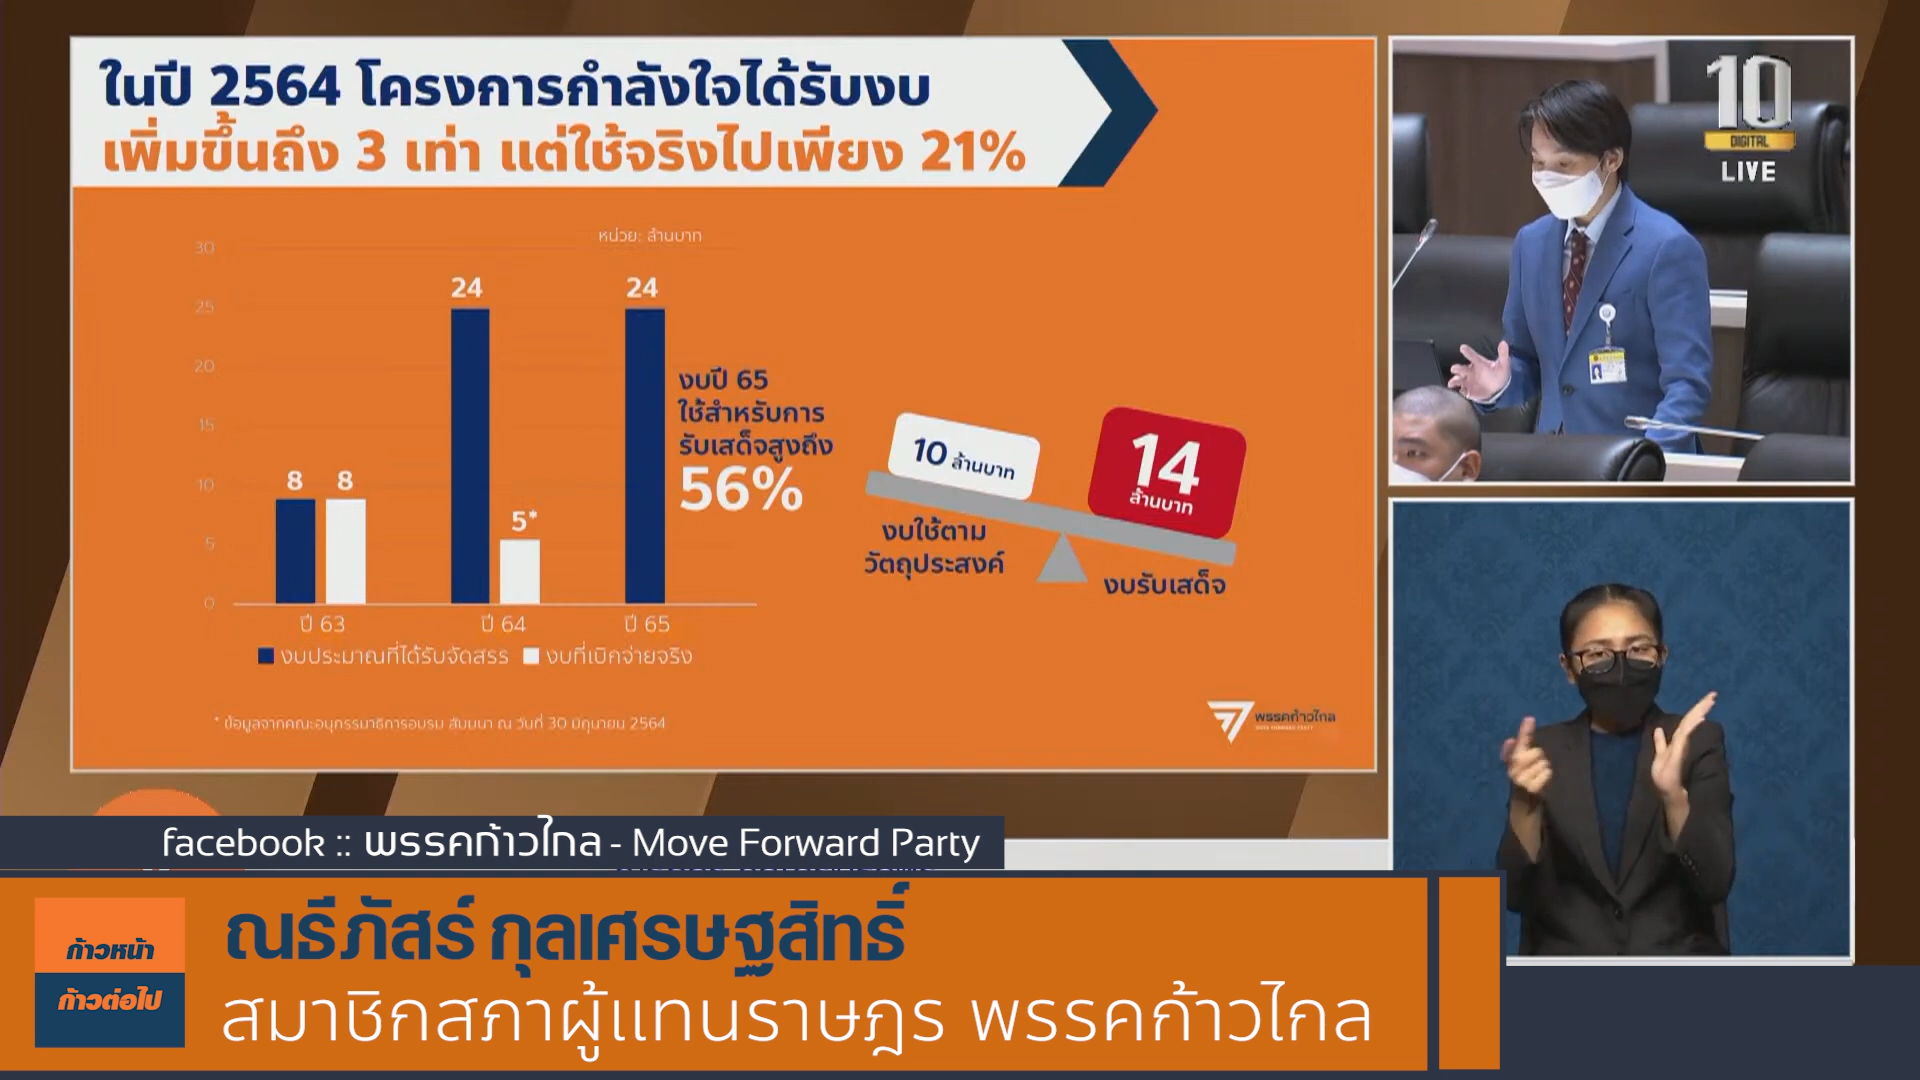 ในปี 2564 โครงการกำลังใจได้รับงบ
เพิ่มขึ้นถึง 3 เท่า แต่ใช้จริงไปเพียง 21%
หน่วย: ล้านบาท
30
25
20
15
10
5
0
24
24
8
8
5*
ปี 63
ปี 64
ปี 65
งบประมาณที่ได้รับจัดสรร
งบที่เบิกจ่ายจริง
งบปี 65
ใช้สำหรับการ
รับเสด็จสูงถึง
56%
10 ล้านบาท
14
ล้านบาท
งบใช้ตาม
วัตถุประสงค์
งบรับเสด็จ
* ข้อมูลจากคณะอนุกรรมาธิการอบรม สัมมนา ณ วันที่ 30 มิถุนายน 2564
พรรคก้าวไกล
MOVE FORWARD PARTY
10
DIGITAL
LIVE
facebook :: พรรคก้าวไกล - Move Forward Party
ก้าวหน้า
ก้าวต่อไป
ณธีภัสร์ กุลเศรษฐสิทธิ์
สมาชิกสภาผู้แทนราษฎร พรรคก้าวไกล